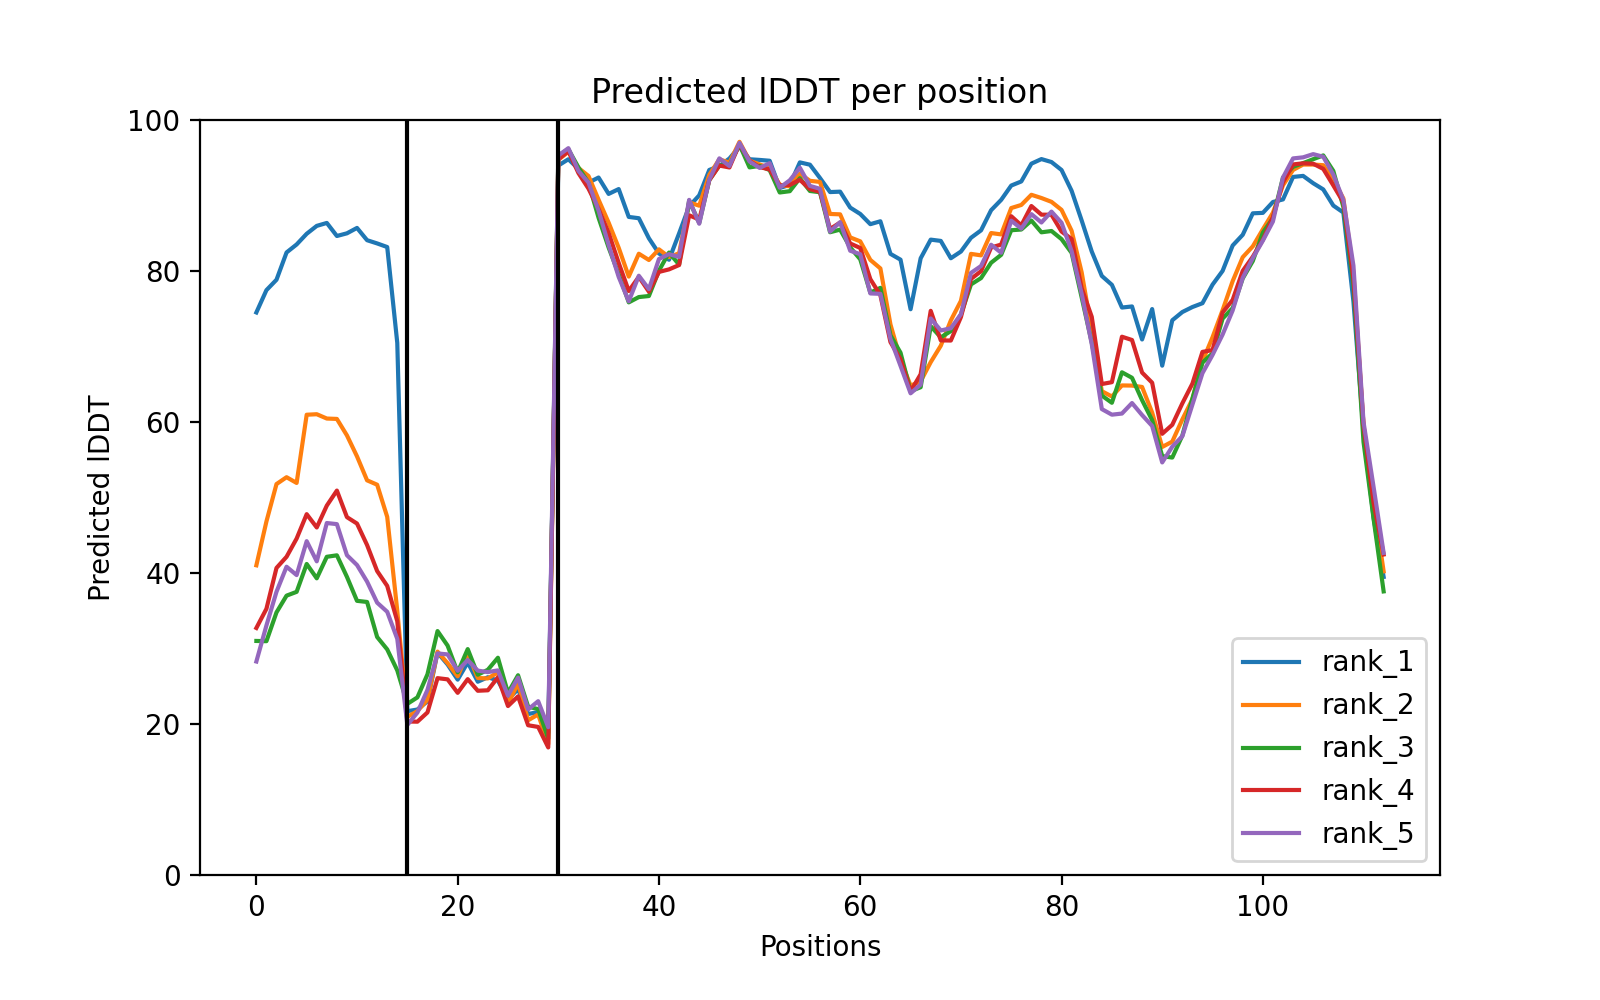 Predicted lDDT per position
100
80
60
40
20
0
Predicted lDDT
0 20 40 60 80 100
Positions
rank_1
rank_2
rank_3
rank_4
rank_5